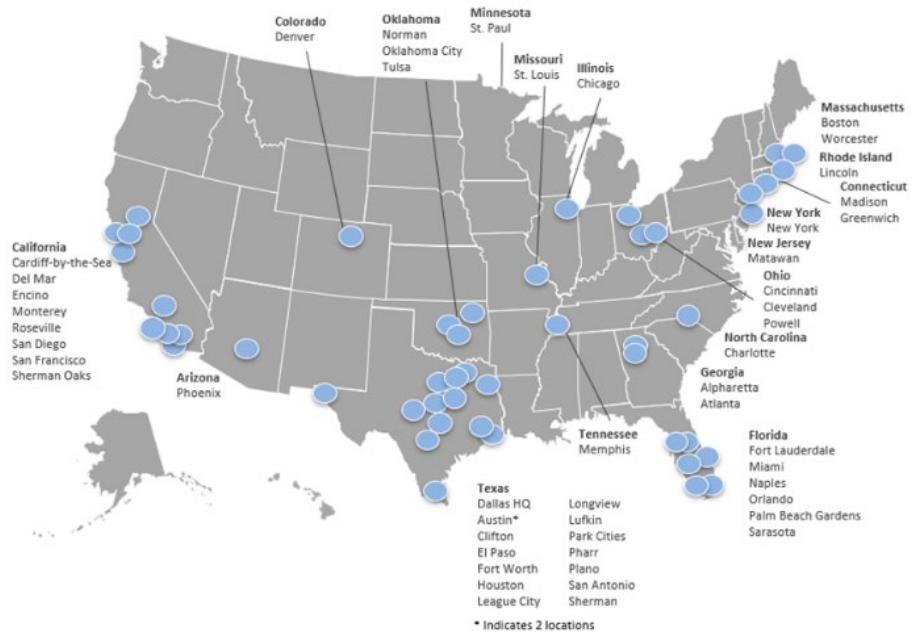 Colorado
Denver
Oklahoma
Norman
Oklahoma City
Tulsa
Minnesota
St. Paul
Missouri
St. Louis
Illinois
Chicago
Massachusetts
Boston
Worcester
Rhode Island
Lincoln
Connecticut
Madison
Greenwich
New York
New York
New Jersey
Matawan
Ohio
Cincinnati
Cleveland
Powell
North Carolina
Charlotte
Georgia
Alpharetta
Atlanta
California
Cardiff-by-the-Sea
Del Mar
Encino
Monterey
Roseville
San Diego
San Francisco
Sherman Oaks
Arizona
Phoenix
Tennessee
Memphis
Florida
Fort Lauderdale
Miami
Naples
Orlando
Palm Beach Gardens
Sarasota
Texas
Dallas HQ
Austin*
Clifton
El Paso
Fort Worth
Houston
League City
Longview
Lufkin
Park Cities
Pharr
Plano
San Antonio
Sherman
* Indicates 2 locations